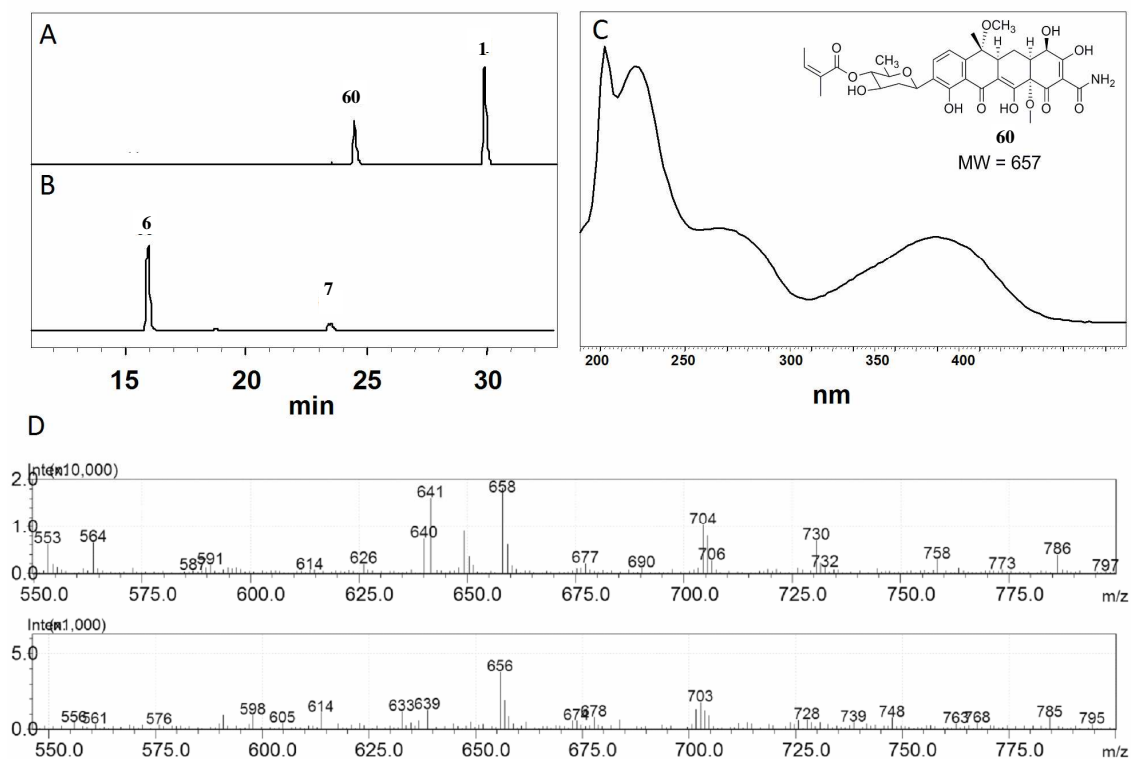 A
60
1
B
6
7
15 20 25 30
min
C
OCH₃
H
H
OH
OH
NH₂
O
O
OH
O
OH
O
O
O
CH₃
O
O
HO
60
MW = 657
200 250 300 350 400
nm
D
Inten.(x10,000)
2.0
1.0
0.0
553 564 587 591 614 626 640 641 658 677 690 704 706 730 732 758 773 786 797
550.0 575.0 600.0 625.0 650.0 675.0 700.0 725.0 750.0 775.0 m/z
Inten.(x1,000)
5.0
0.0
556 561 576 598 605 614 633 639 656 674 678 703 728 739 748 763 768 785 795
550.0 575.0 600.0 625.0 650.0 675.0 700.0 725.0 750.0 775.0 m/z